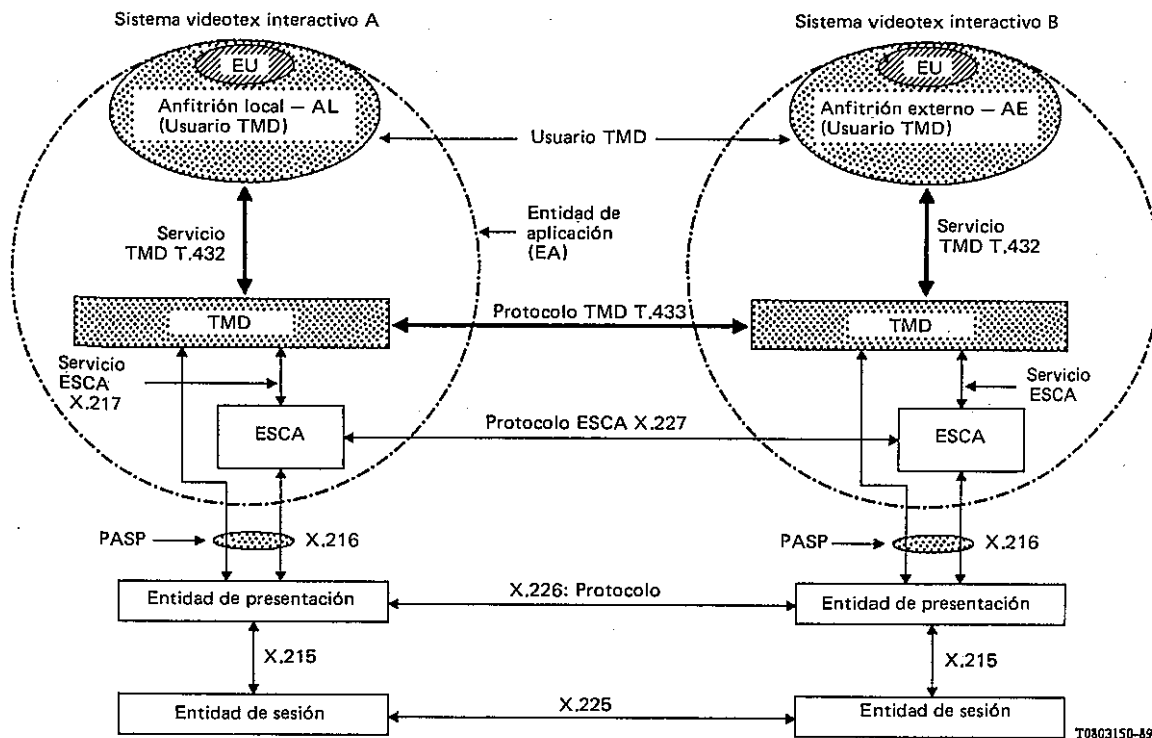 Sistema videotex interactivo A
Sistema videotex interactivo B
EU
EU
Anfitrión local — AL
(Usuario TMD)
Anfitrión externo — AE
(Usuario TMD)
Usuario TMD
Servicio
TMD T.432
Entidad de
aplicación
(EA)
Servicio
TMD T.432
TMD
Protocolo TMD T.433
TMD
Servicio
ESCA
X.217
Servicio
ESCA
ESCA
Protocolo ESCA X.227
ESCA
PASP
X.216
PASP
X.216
Entidad de presentación
X.226: Protocolo
Entidad de presentación
X.215
X.215
Entidad de sesión
X.225
Entidad de sesión
T0803150-89